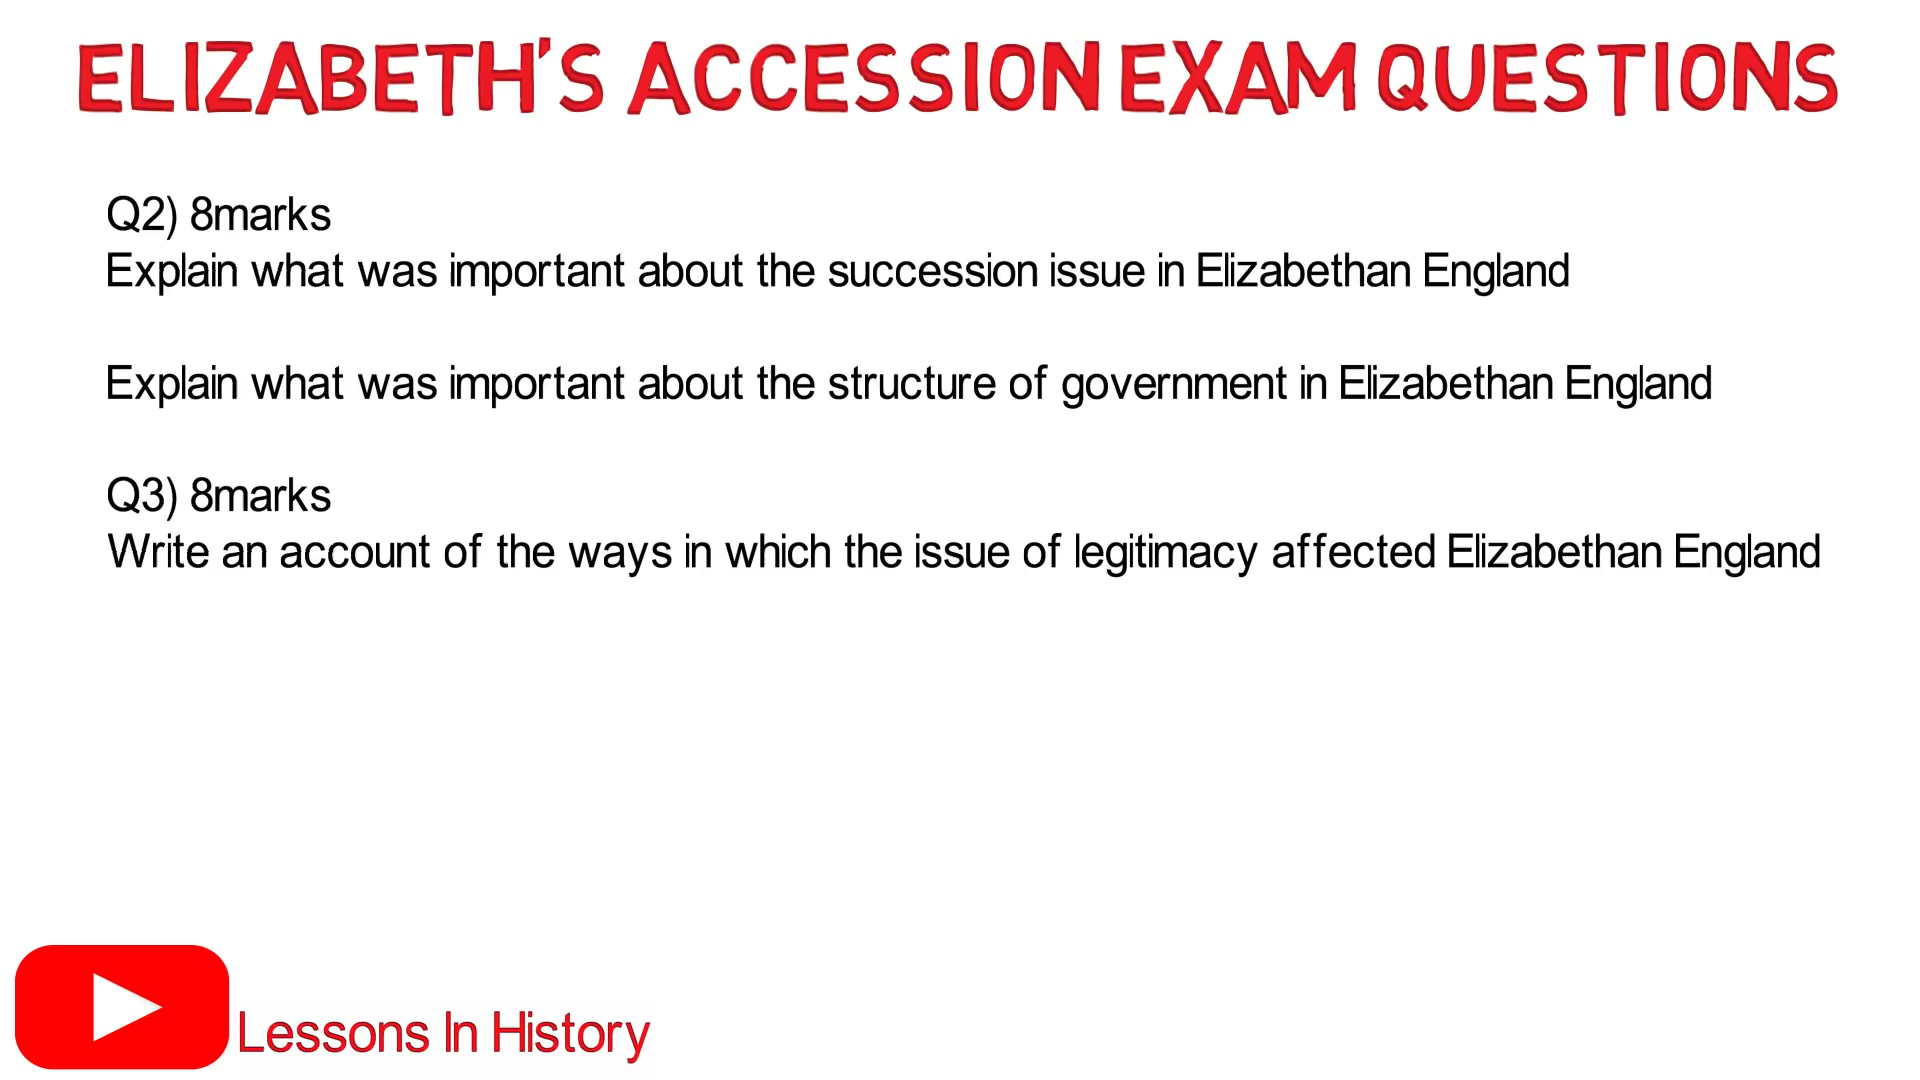 ELIZABETH'S ACCESSION EXAM QUESTIONS
Q2) 8marks
Explain what was important about the succession issue in Elizabethan England
Explain what was important about the structure of government in Elizabethan England
Q3) 8marks
Write an account of the ways in which the issue of legitimacy affected Elizabethan England
Lessons In History